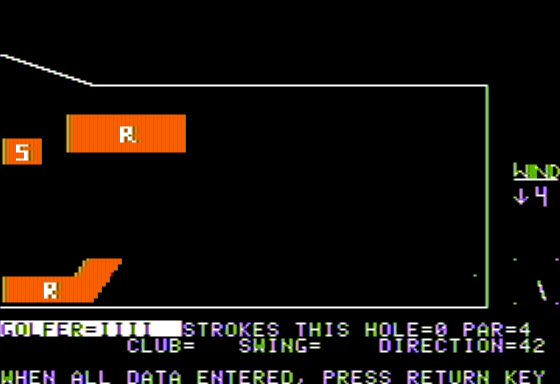 R
S
WIND
↓4
R
GOLFER=IIII STROKES THIS HOLE=0 PAR=4
CLUB= SWING= DIRECTION=42
WHEN ALL DATA ENTERED, PRESS RETURN KEY